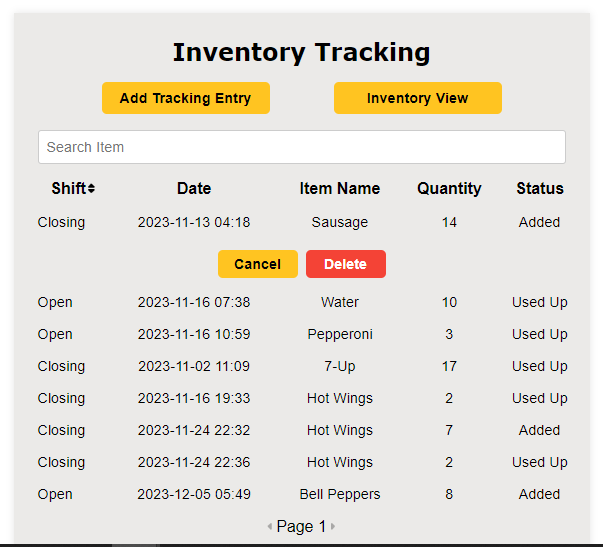 Inventory Tracking
Add Tracking Entry Inventory View
Search Item
Shift Date Item Name Quantity Status
Closing 2023-11-13 04:18 Sausage 14 Added
Cancel Delete
Open 2023-11-16 07:38 Water 10 Used Up
Open 2023-11-16 10:59 Pepperoni 3 Used Up
Closing 2023-11-02 11:09 7-Up 17 Used Up
Closing 2023-11-16 19:33 Hot Wings 2 Used Up
Closing 2023-11-24 22:32 Hot Wings 7 Added
Closing 2023-11-24 22:36 Hot Wings 2 Used Up
Open 2023-12-05 05:49 Bell Peppers 8 Added
Page 1